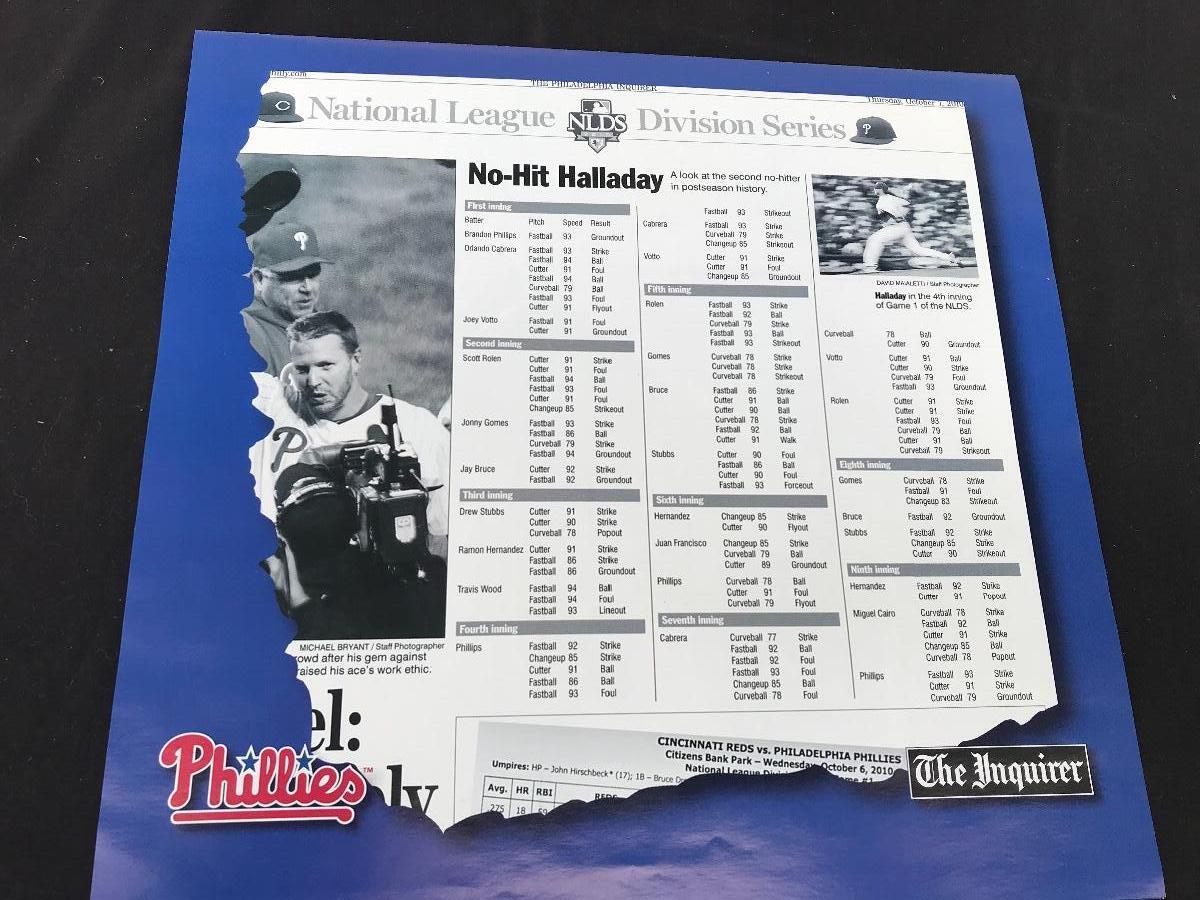 philly.com
THE PHILADELPHIA INQUIRER
Thursday, October 7, 2010
C
National League NLDS Division Series
P
No-Hit Halladay
A look at the second no-hitter
in postseason history.
First inning
Batter Pitch Speed Result
Brandon Phillips Fastball 93 Groundout
Orlando Cabrera Fastball 93 Strike
Fastball 94 Ball
Cutter 91 Foul
Fastball 94 Ball
Curveball 79 Ball
Fastball 93 Foul
Cutter 91 Flyout
Joey Votto Fastball 91 Foul
Cutter 91 Groundout
Second inning
Scott Rolen Cutter 91 Strike
Cutter 91 Foul
Fastball 94 Ball
Fastball 93 Foul
Cutter 91 Foul
Changeup 85 Strikeout
Jonny Gomes Fastball 93 Strike
Fastball 86 Ball
Curveball 79 Strike
Fastball 94 Groundout
Jay Bruce Cutter 92 Strike
Fastball 92 Groundout
Third inning
Drew Stubbs Cutter 91 Strike
Cutter 90 Strike
Curveball 78 Popout
Ramon Hernandez Cutter 91 Strike
Fastball 86 Strike
Fastball 86 Groundout
Travis Wood Fastball 94 Ball
Fastball 94 Foul
Fastball 93 Lineout
Fourth inning
Phillips Fastball 92 Strike
Changeup 85 Strike
Cutter 91 Ball
Fastball 86 Ball
Fastball 93 Foul
Fastball 93 Strikeout
Cabrera Fastball 93 Strike
Curveball 79 Strike
Changeup 85 Strikeout
Votto Cutter 91 Strike
Cutter 91 Foul
Changeup 85 Groundout
Fifth inning
Rolen Fastball 93 Strike
Fastball 92 Ball
Curveball 79 Strike
Fastball 93 Ball
Fastball 93 Strikeout
Gomes Curveball 78 Strike
Curveball 78 Strike
Curveball 78 Strikeout
Bruce Fastball 86 Strike
Cutter 91 Ball
Cutter 90 Ball
Curveball 78 Strike
Fastball 92 Ball
Cutter 91 Walk
Stubbs Cutter 90 Foul
Fastball 86 Ball
Cutter 90 Foul
Fastball 93 Forceout
Sixth inning
Hernandez Changeup 85 Strike
Cutter 90 Flyout
Juan Francisco Changeup 85 Strike
Curveball 79 Ball
Cutter 89 Groundout
Phillips Curveball 78 Ball
Cutter 91 Foul
Curveball 79 Flyout
Seventh inning
Cabrera Curveball 77 Strike
Fastball 92 Ball
Fastball 92 Foul
Fastball 93 Foul
Changeup 85 Ball
Curveball 78 Foul
DAVID MAIALETTI / Staff Photographer
Halladay in the 4th inning
of Game 1 of the NLDS.
Curveball 78 Ball
Cutter 90 Groundout
Votto Cutter 91 Ball
Cutter 90 Strike
Curveball 79 Foul
Fastball 93 Groundout
Rolen Cutter 91 Strike
Cutter 91 Strike
Fastball 93 Foul
Curveball 79 Ball
Cutter 91 Ball
Curveball 79 Strikeout
Eighth inning
Gomes Curveball 78 Strike
Fastball 91 Foul
Changeup 83 Strikeout
Bruce Fastball 92 Groundout
Stubbs Fastball 92 Strike
Changeup 85 Strike
Cutter 90 Strikeout
Ninth inning
Hernandez Fastball 92 Strike
Cutter 91 Popout
Miguel Cairo Curveball 78 Strike
Fastball 92 Ball
Cutter 91 Strike
Changeup 85 Ball
Curveball 78 Popout
Phillips Fastball 93 Strike
Cutter 91 Strike
Curveball 79 Groundout
P
P
MICHAEL BRYANT / Staff Photographer
owd after his gem against
raised his ace's work ethic.
el:
ly
CINCINNATI REDS vs. PHILADELPHIA PHILLIES
Citizens Bank Park – Wednesday, October 6, 2010
Umpires: HP – John Hirschbeck* (17); 1B – Bruce
National League
#1
Avg. HR RBI REDS
275 18
Phillies™
The Inquirer